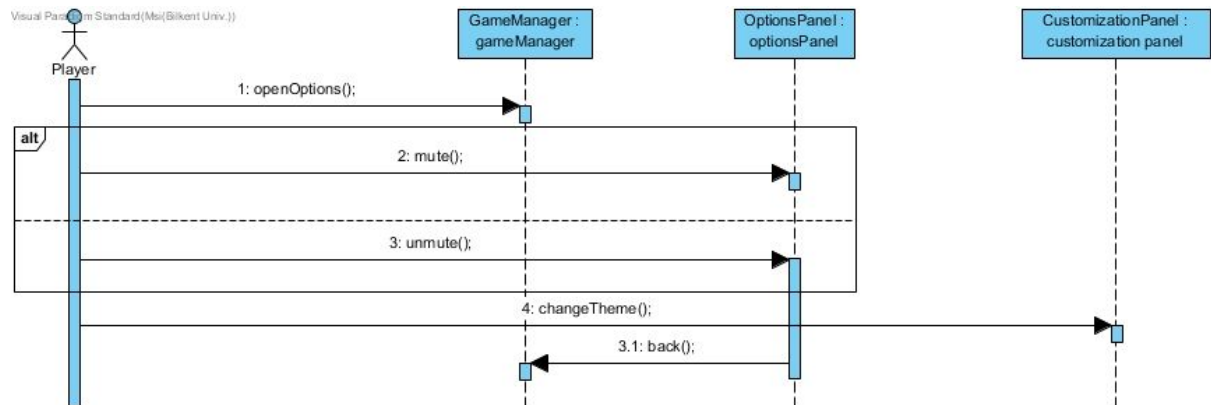 Visual Paradigm Standard(Msi(Bilkent Univ.))
Player
GameManager :
gameManager
OptionsPanel :
optionsPanel
CustomizationPanel :
customization panel
1: openOptions();
alt
2: mute();
3: unmute();
4: changeTheme();
3.1: back();